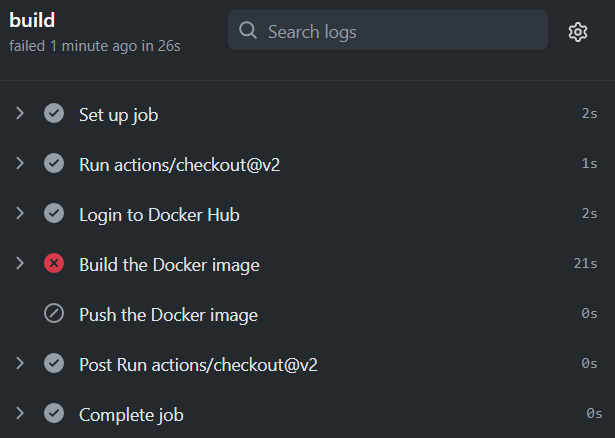 build
failed 1 minute ago in 26s
Search logs
Set up job 2s
Run actions/checkout@v2 1s
Login to Docker Hub 2s
Build the Docker image 21s
Push the Docker image 0s
Post Run actions/checkout@v2 0s
Complete job 0s